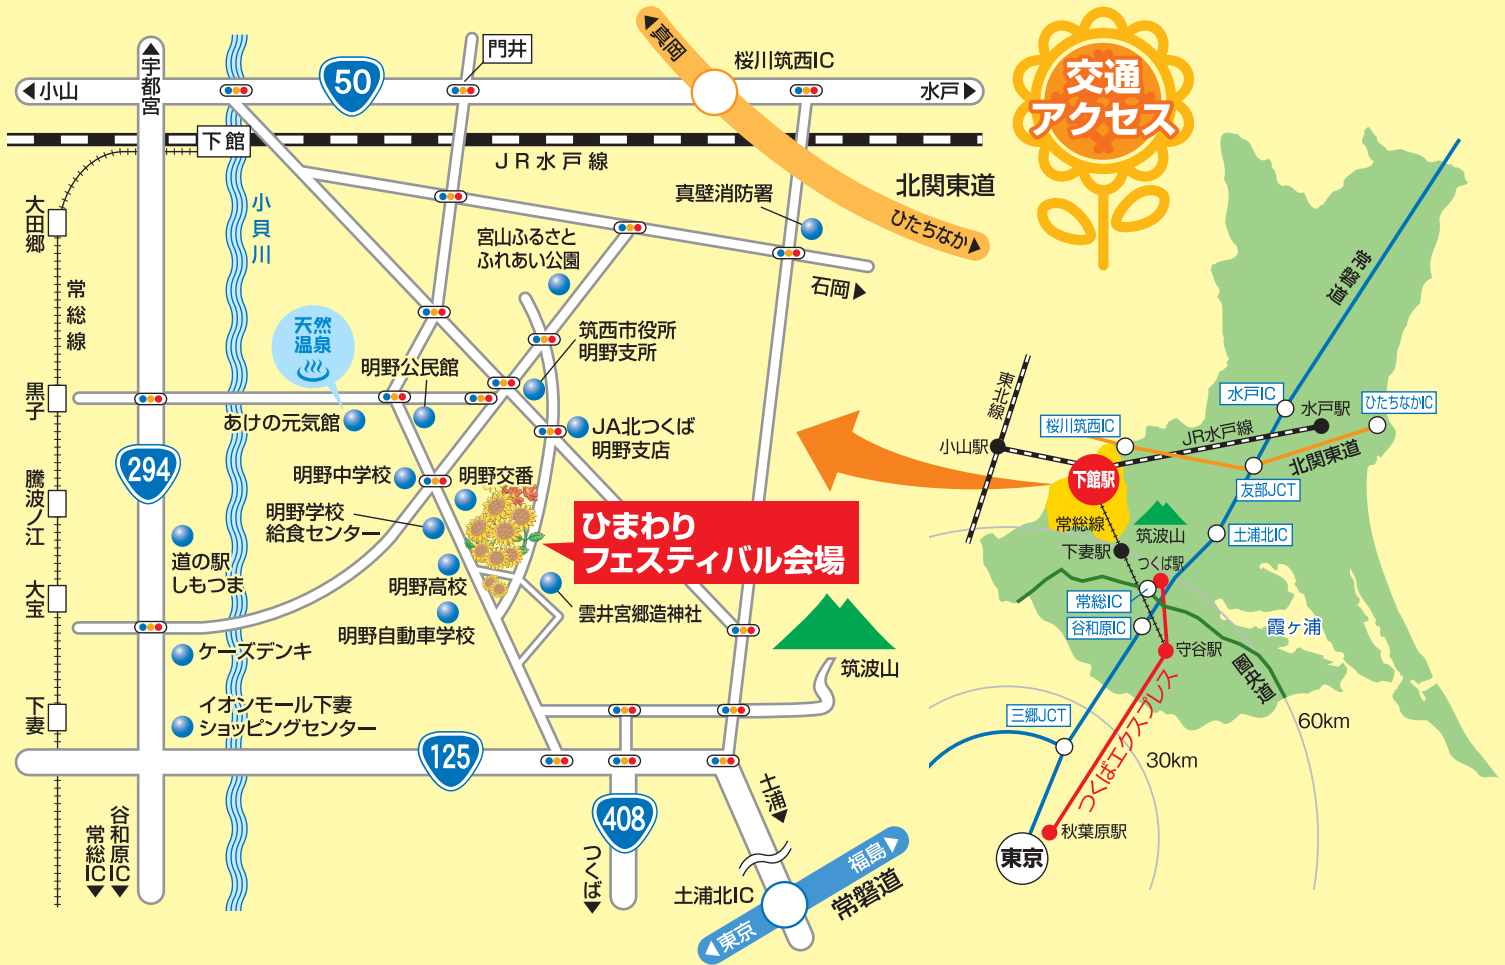 交通
アクセス
門井
桜川筑西IC
真岡
小山
宇都宮
50
水戸
下館
JR水戸線
北関東道
ひたちなか
真壁消防署
大田郷
小貝川
宮山ふるさと
ふれあい公園
石岡
常総線
天然
温泉
筑西市役所
明野支所
明野公民館
黒子
あけの元気館
JA北つくば
明野支店
294
明野中学校
明野交番
騰波ノ江
明野学校
給食センター
ひまわり
フェスティバル会場
道の駅
しもつま
明野高校
大宝
雲井宮郷造神社
明野自動車学校
ケーズデンキ
筑波山
下妻
イオンモール下妻
ショッピングセンター
125
408
土浦
谷和原IC
常総IC
つくば
土浦北IC
福島
常磐道
東京
常磐道
東北線
水戸IC
水戸駅
ひたちなかIC
桜川筑西IC
小山駅
JR水戸線
北関東道
下館駅
友部JCT
常総線
筑波山
土浦北IC
下妻駅
つくば駅
常総IC
谷和原IC
霞ヶ浦
守谷駅
圏央道
つくばエクスプレス
三郷JCT
60km
30km
秋葉原駅
東京